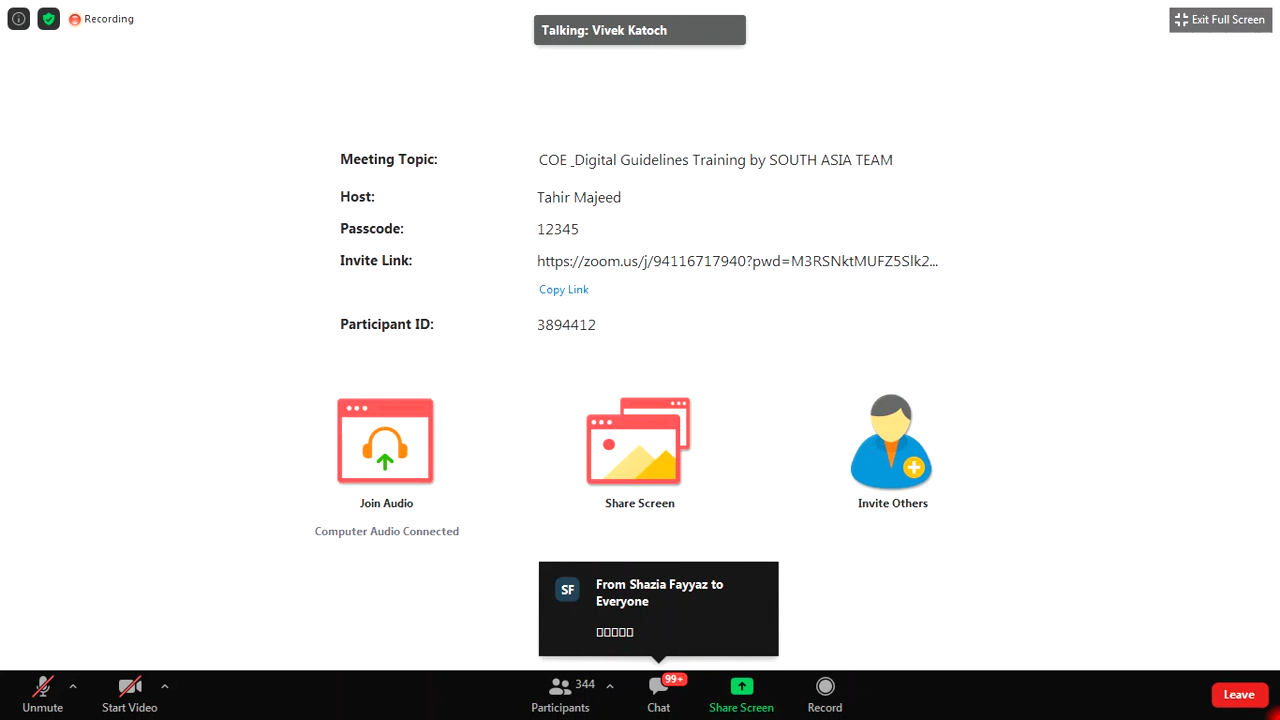 Recording
Talking: Vivek Katoch
Exit Full Screen
Meeting Topic: COE _Digital Guidelines Training by SOUTH ASIA TEAM
Host: Tahir Majeed
Passcode: 12345
Invite Link: https://zoom.us/j/94116717940?pwd=M3RSNktMUFZ5Slk2...
Copy Link
Participant ID: 3894412
Join Audio
Share Screen
Invite Others
Computer Audio Connected
SF
From Shazia Fayyaz to
Everyone
344
99+
Unmute
Start Video
Participants
Chat
Share Screen
Record
Leave